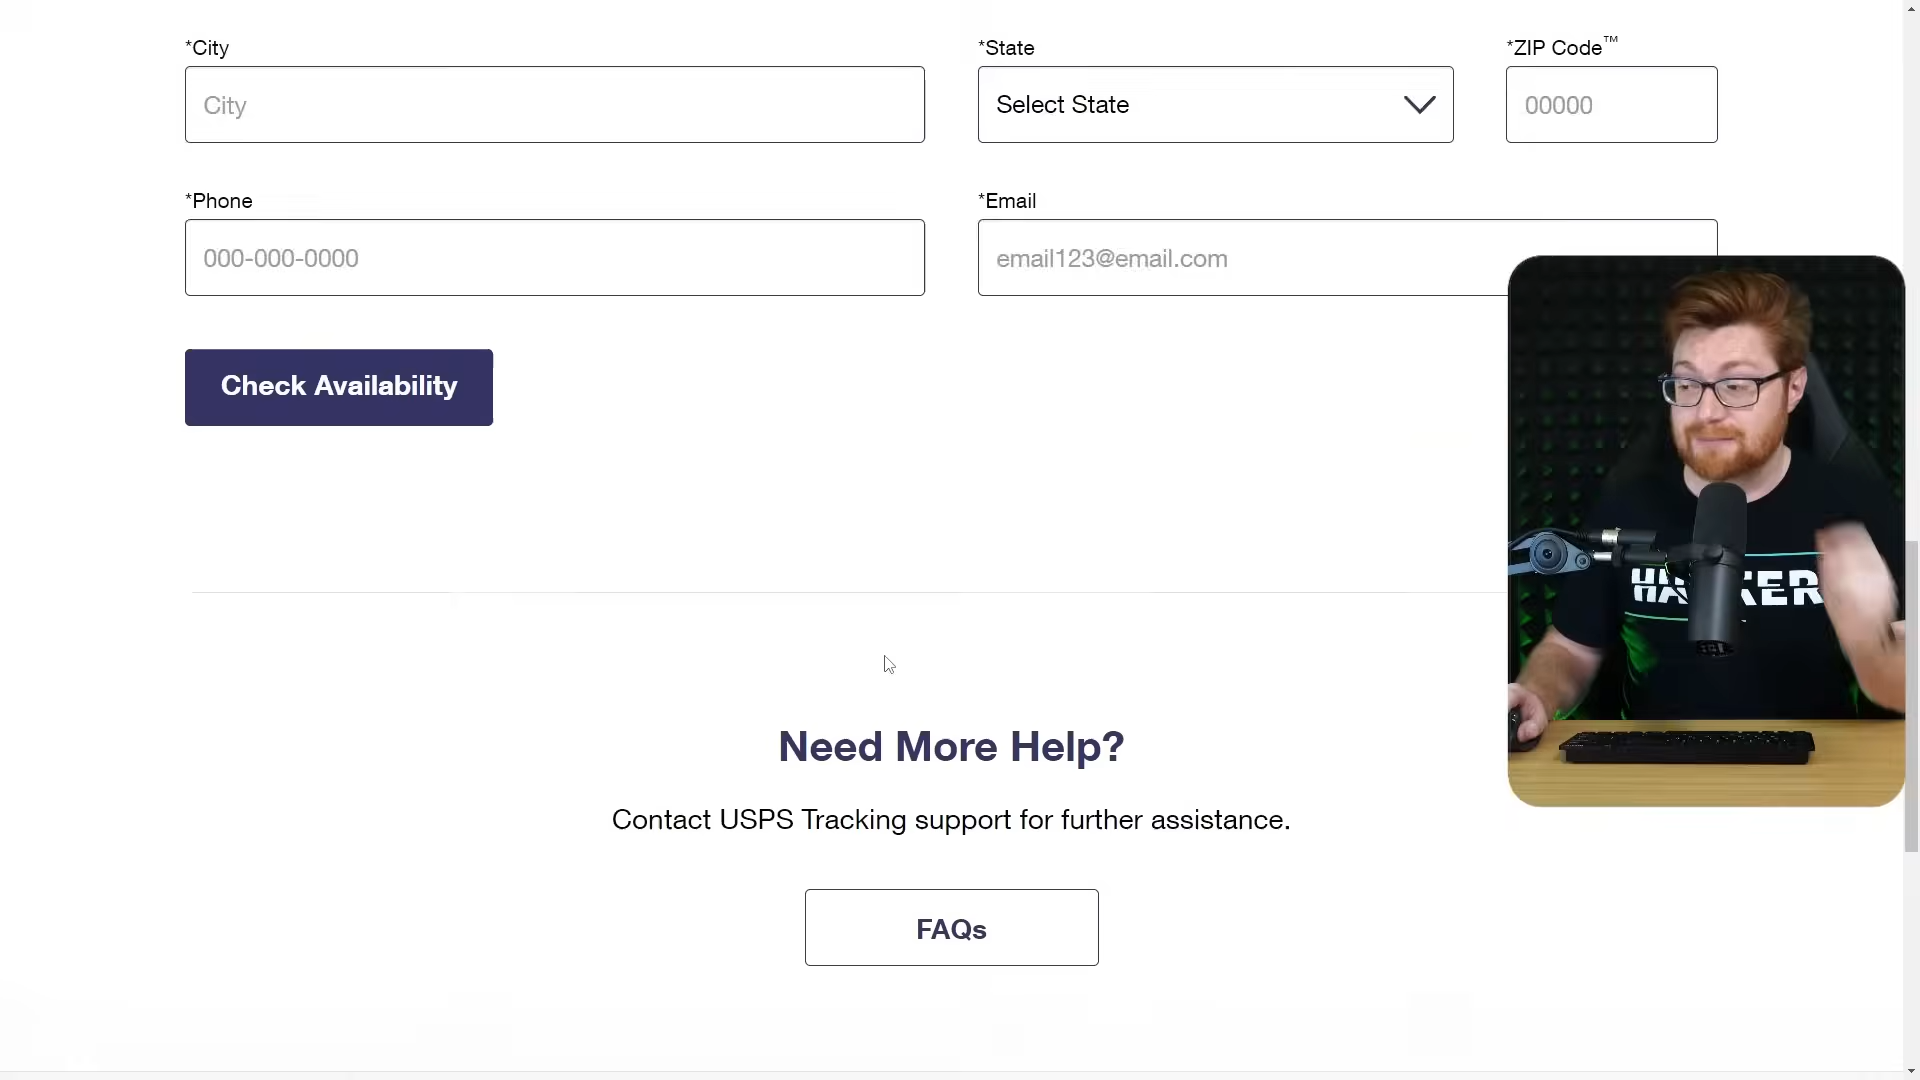 *City
*State
*ZIP Code™
City
Select State
00000
*Phone
*Email
000-000-0000
email123@email.com
Check Availability
Need More Help?
Contact USPS Tracking support for further assistance.
FAQs